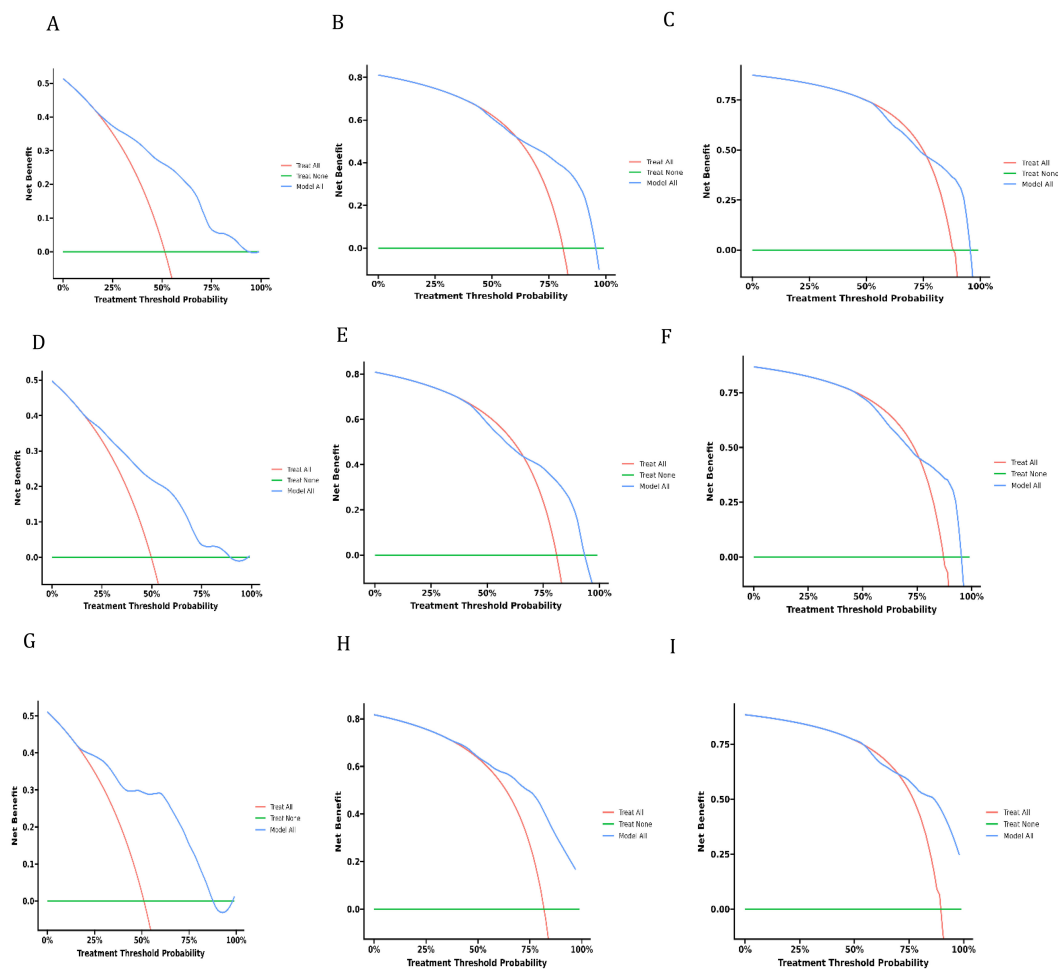 A
B
C
0.5
0.4
0.3
0.2
0.1
0.0
Net Benefit
0%
25%
50%
75%
100%
Treatment Threshold Probability
Treat All
Treat None
Model All
0.8
0.6
0.4
0.2
0.0
Net Benefit
0%
25%
50%
75%
100%
Treatment Threshold Probability
Treat All
Treat None
Model All
0.75
0.50
0.25
0.00
Net Benefit
0%
25%
50%
75%
100%
Treatment Threshold Probability
Treat All
Treat None
Model All
D
E
F
0.5
0.4
0.3
0.2
0.1
0.0
Net Benefit
0%
25%
50%
75%
100%
Treatment Threshold Probability
Treat All
Treat None
Model All
0.8
0.6
0.4
0.2
0.0
Net Benefit
0%
25%
50%
75%
100%
Treatment Threshold Probability
Treat All
Treat None
Model All
0.75
0.50
0.25
0.00
Net Benefit
0%
25%
50%
75%
100%
Treatment Threshold Probability
Treat All
Treat None
Model All
G
H
I
0.5
0.4
0.3
0.2
0.1
0.0
Net Benefit
0%
25%
50%
75%
100%
Treatment Threshold Probability
Treat All
Treat None
Model All
0.8
0.6
0.4
0.2
0.0
Net Benefit
0%
25%
50%
75%
100%
Treatment Threshold Probability
Treat All
Treat None
Model All
0.75
0.50
0.25
0.00
Net Benefit
0%
25%
50%
75%
100%
Treatment Threshold Probability
Treat All
Treat None
Model All